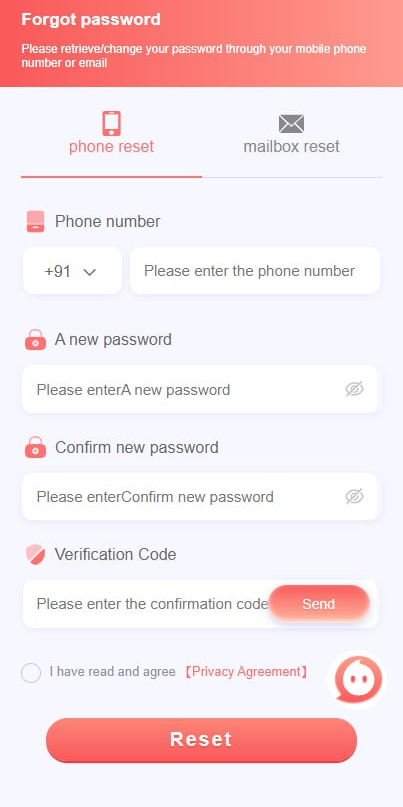 Forgot password
Please retrieve/change your password through your mobile phone
number or email
phone reset
mailbox reset
Phone number
+91
Please enter the phone number
A new password
Please enterA new password
Confirm new password
Please enterConfirm new password
Verification Code
Please enter the confirmation code
Send
I have read and agree 【Privacy Agreement】
Reset